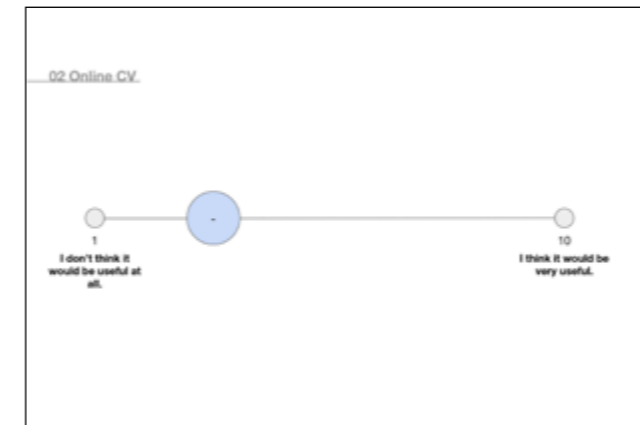 02 Online CV
-
1
I don't think it
would be useful at
all.
10
I think it would be
very useful.